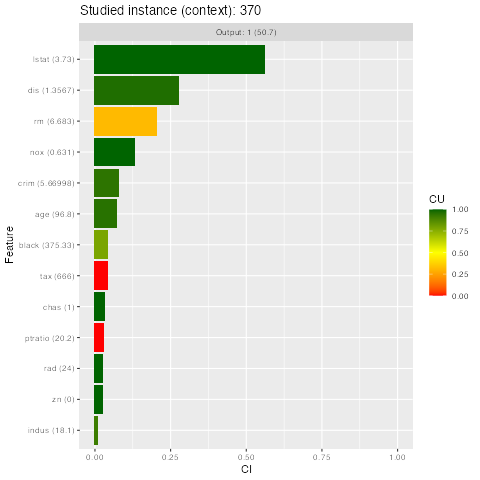 Studied instance (context): 370
Output: 1 (50.7)
Feature
lstat (3.73)
dis (1.3567)
rm (6.683)
nox (0.631)
crim (5.66998)
age (96.8)
black (375.33)
tax (666)
chas (1)
ptratio (20.2)
rad (24)
zn (0)
indus (18.1)
0.00 0.25 0.50 0.75 1.00
CI
CU
1.00
0.75
0.50
0.25
0.00